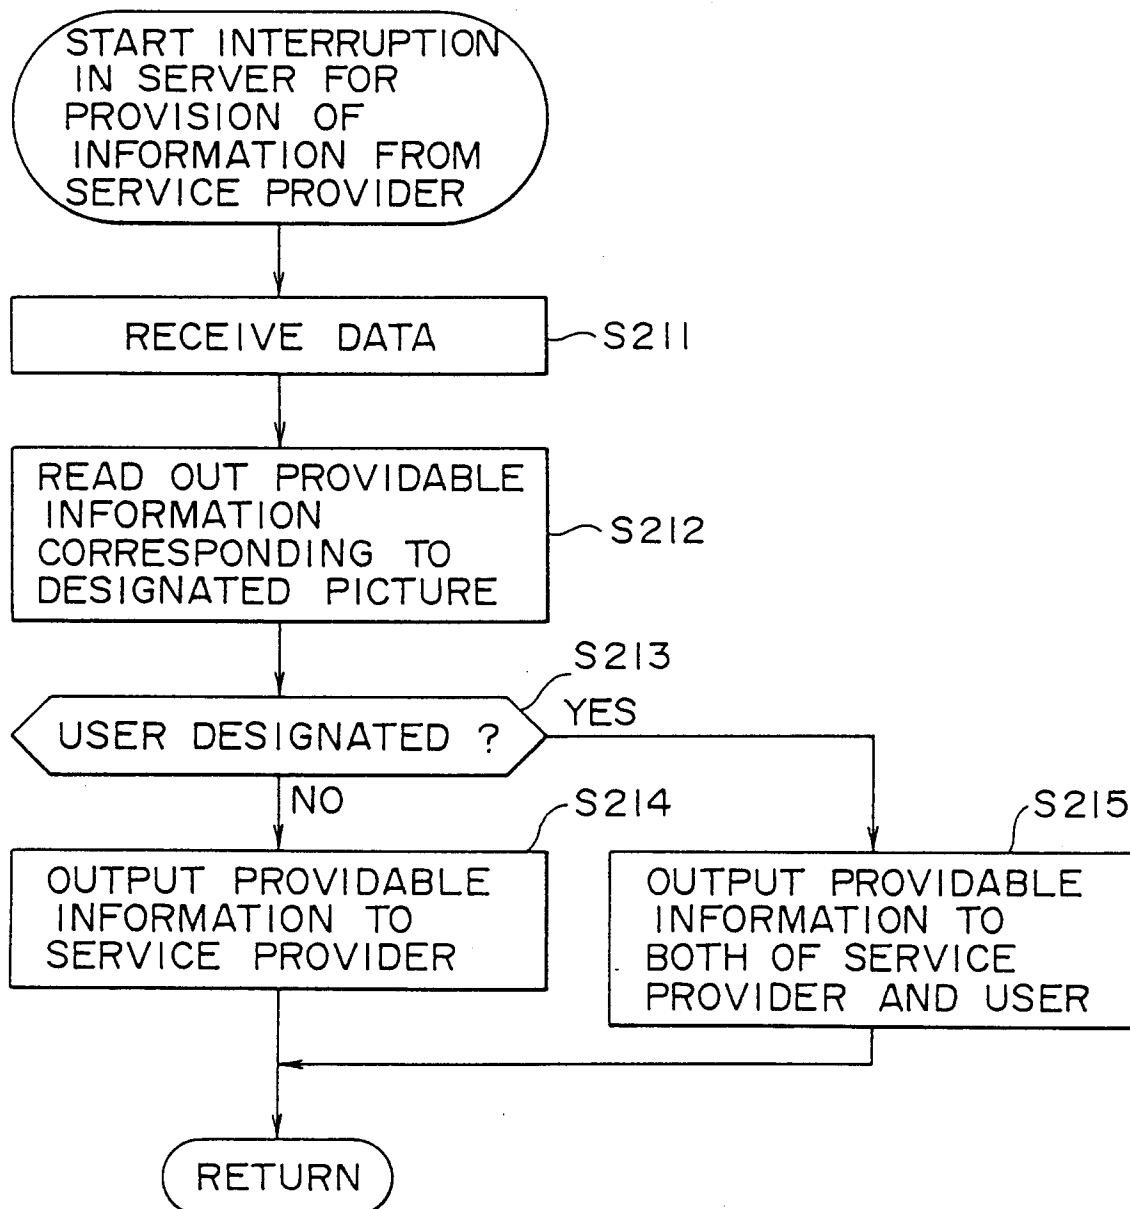 START INTERRUPTION
IN SERVER FOR
PROVISION OF
INFORMATION FROM
SERVICE PROVIDER
RECEIVE DATA
S211
READ OUT PROVIDABLE
INFORMATION
CORRESPONDING TO
DESIGNATED PICTURE
S212
S213
USER DESIGNATED ?
YES
NO
S214
OUTPUT PROVIDABLE
INFORMATION TO
SERVICE PROVIDER
S215
OUTPUT PROVIDABLE
INFORMATION TO
BOTH OF SERVICE
PROVIDER AND USER
RETURN